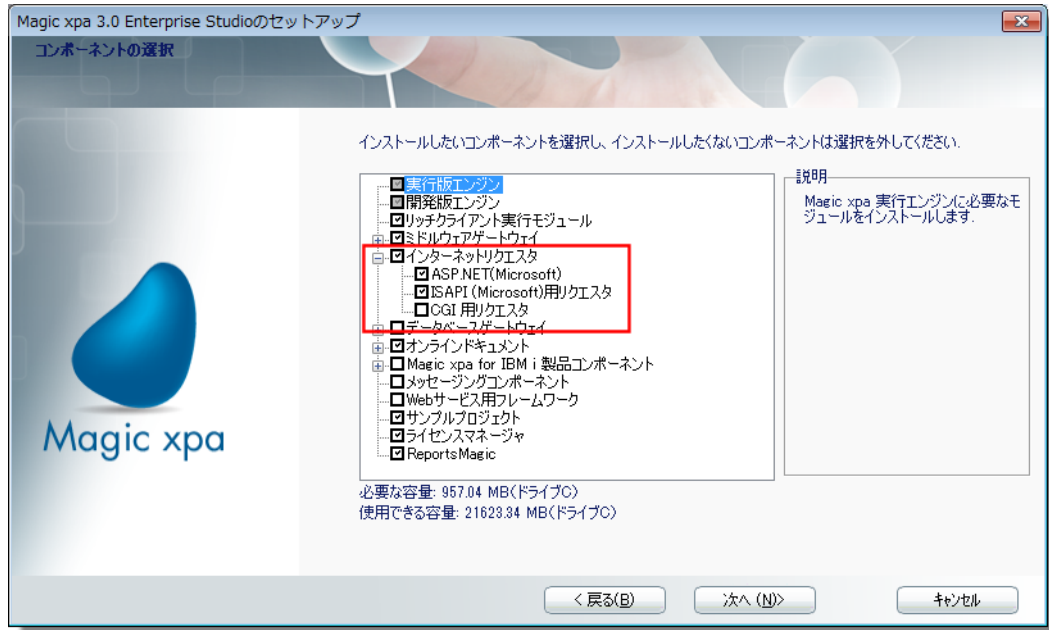 Magic xpa 3.0 Enterprise Studioのセットアップ
コンポーネントの選択
インストールしたいコンポーネントを選択し、インストールしたくないコンポーネントは選択を外してください.
実行版エンジン
開発版エンジン
リッチクライアント実行モジュール
ミドルウェアゲートウェイ
インターネットリクエスタ
ASP.NET(Microsoft)
ISAPI (Microsoft)用リクエスタ
CGI 用リクエスタ
データベースゲートウェイ
オンラインドキュメント
Magic xpa for IBM i 製品コンポーネント
メッセージングコンポーネント
Webサービス用フレームワーク
サンプルプロジェクト
ライセンスマネージャ
ReportsMagic
説明
Magic xpa 実行エンジンに必要なモ
ジュールをインストールします.
Magic xpa
必要な容量: 957.04 MB(ドライブC)
使用できる容量: 21623.34 MB(ドライブC)
< 戻る(B)
次へ (N)>
キャンセル